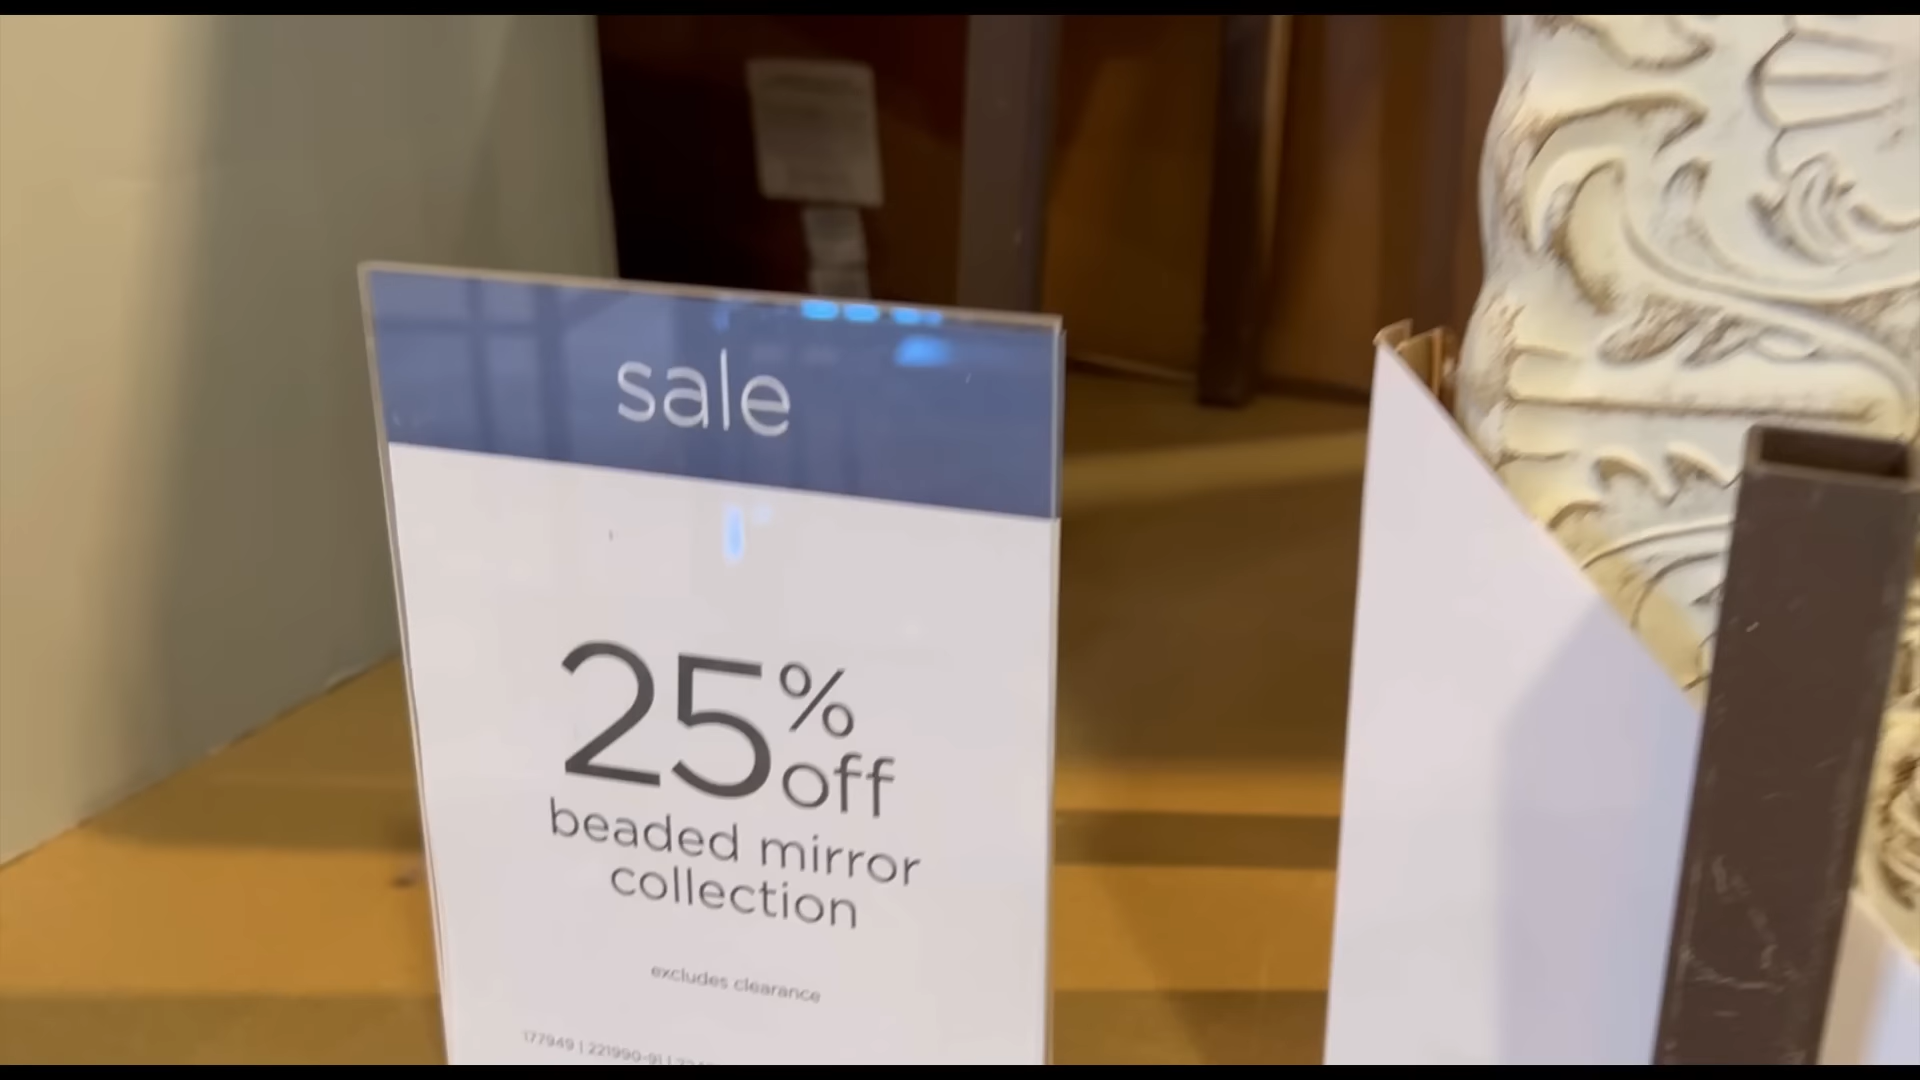 sale
25% off
beaded mirror
collection
excludes clearance
177949 | 221990-91 |